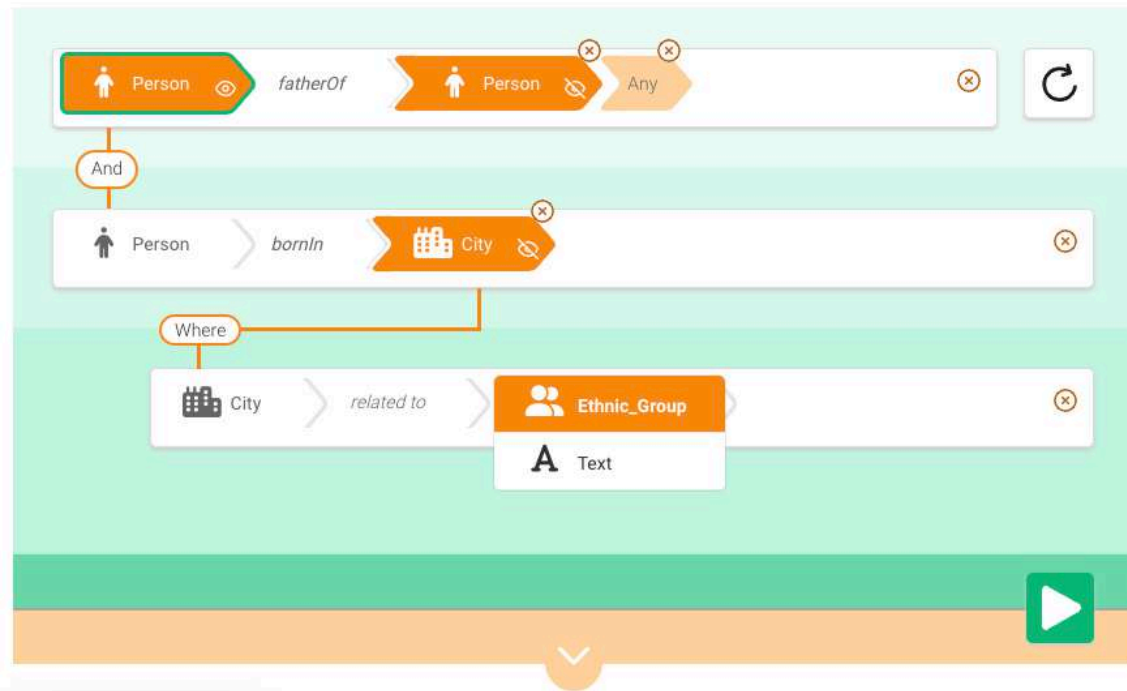 Person fatherOf Person Any
And
Person bornIn City
Where
City related to Ethnic_Group
Text